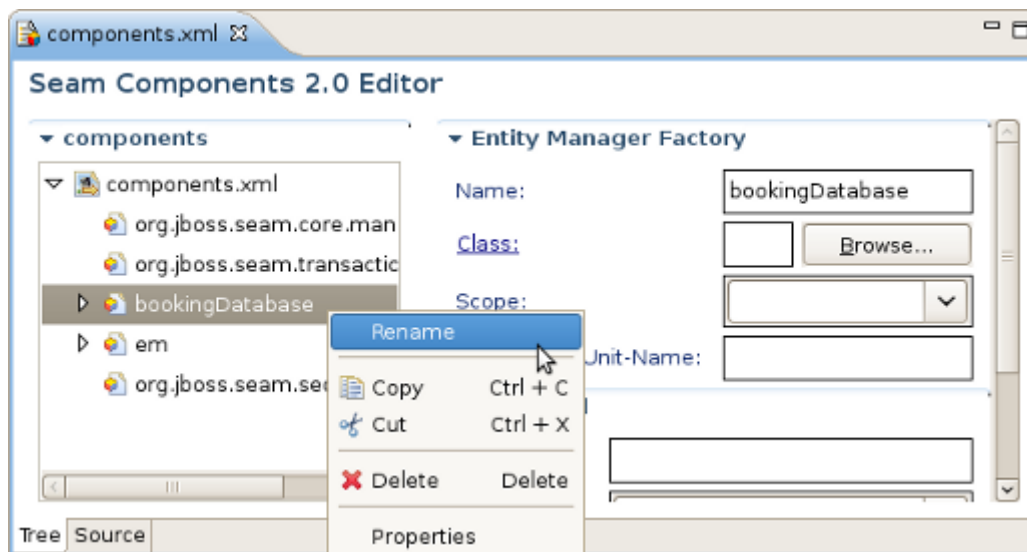 components.xml
Seam Components 2.0 Editor
components
components.xml
org.jboss.seam.core.man
org.jboss.seam.transactic
bookingDatabase
em
org.jboss.seam.sec
Entity Manager Factory
Name:
bookingDatabase
Class:
Browse...
Scope:
Unit-Name:
Rename
Copy Ctrl + C
Cut Ctrl + X
Delete Delete
Properties
Tree Source